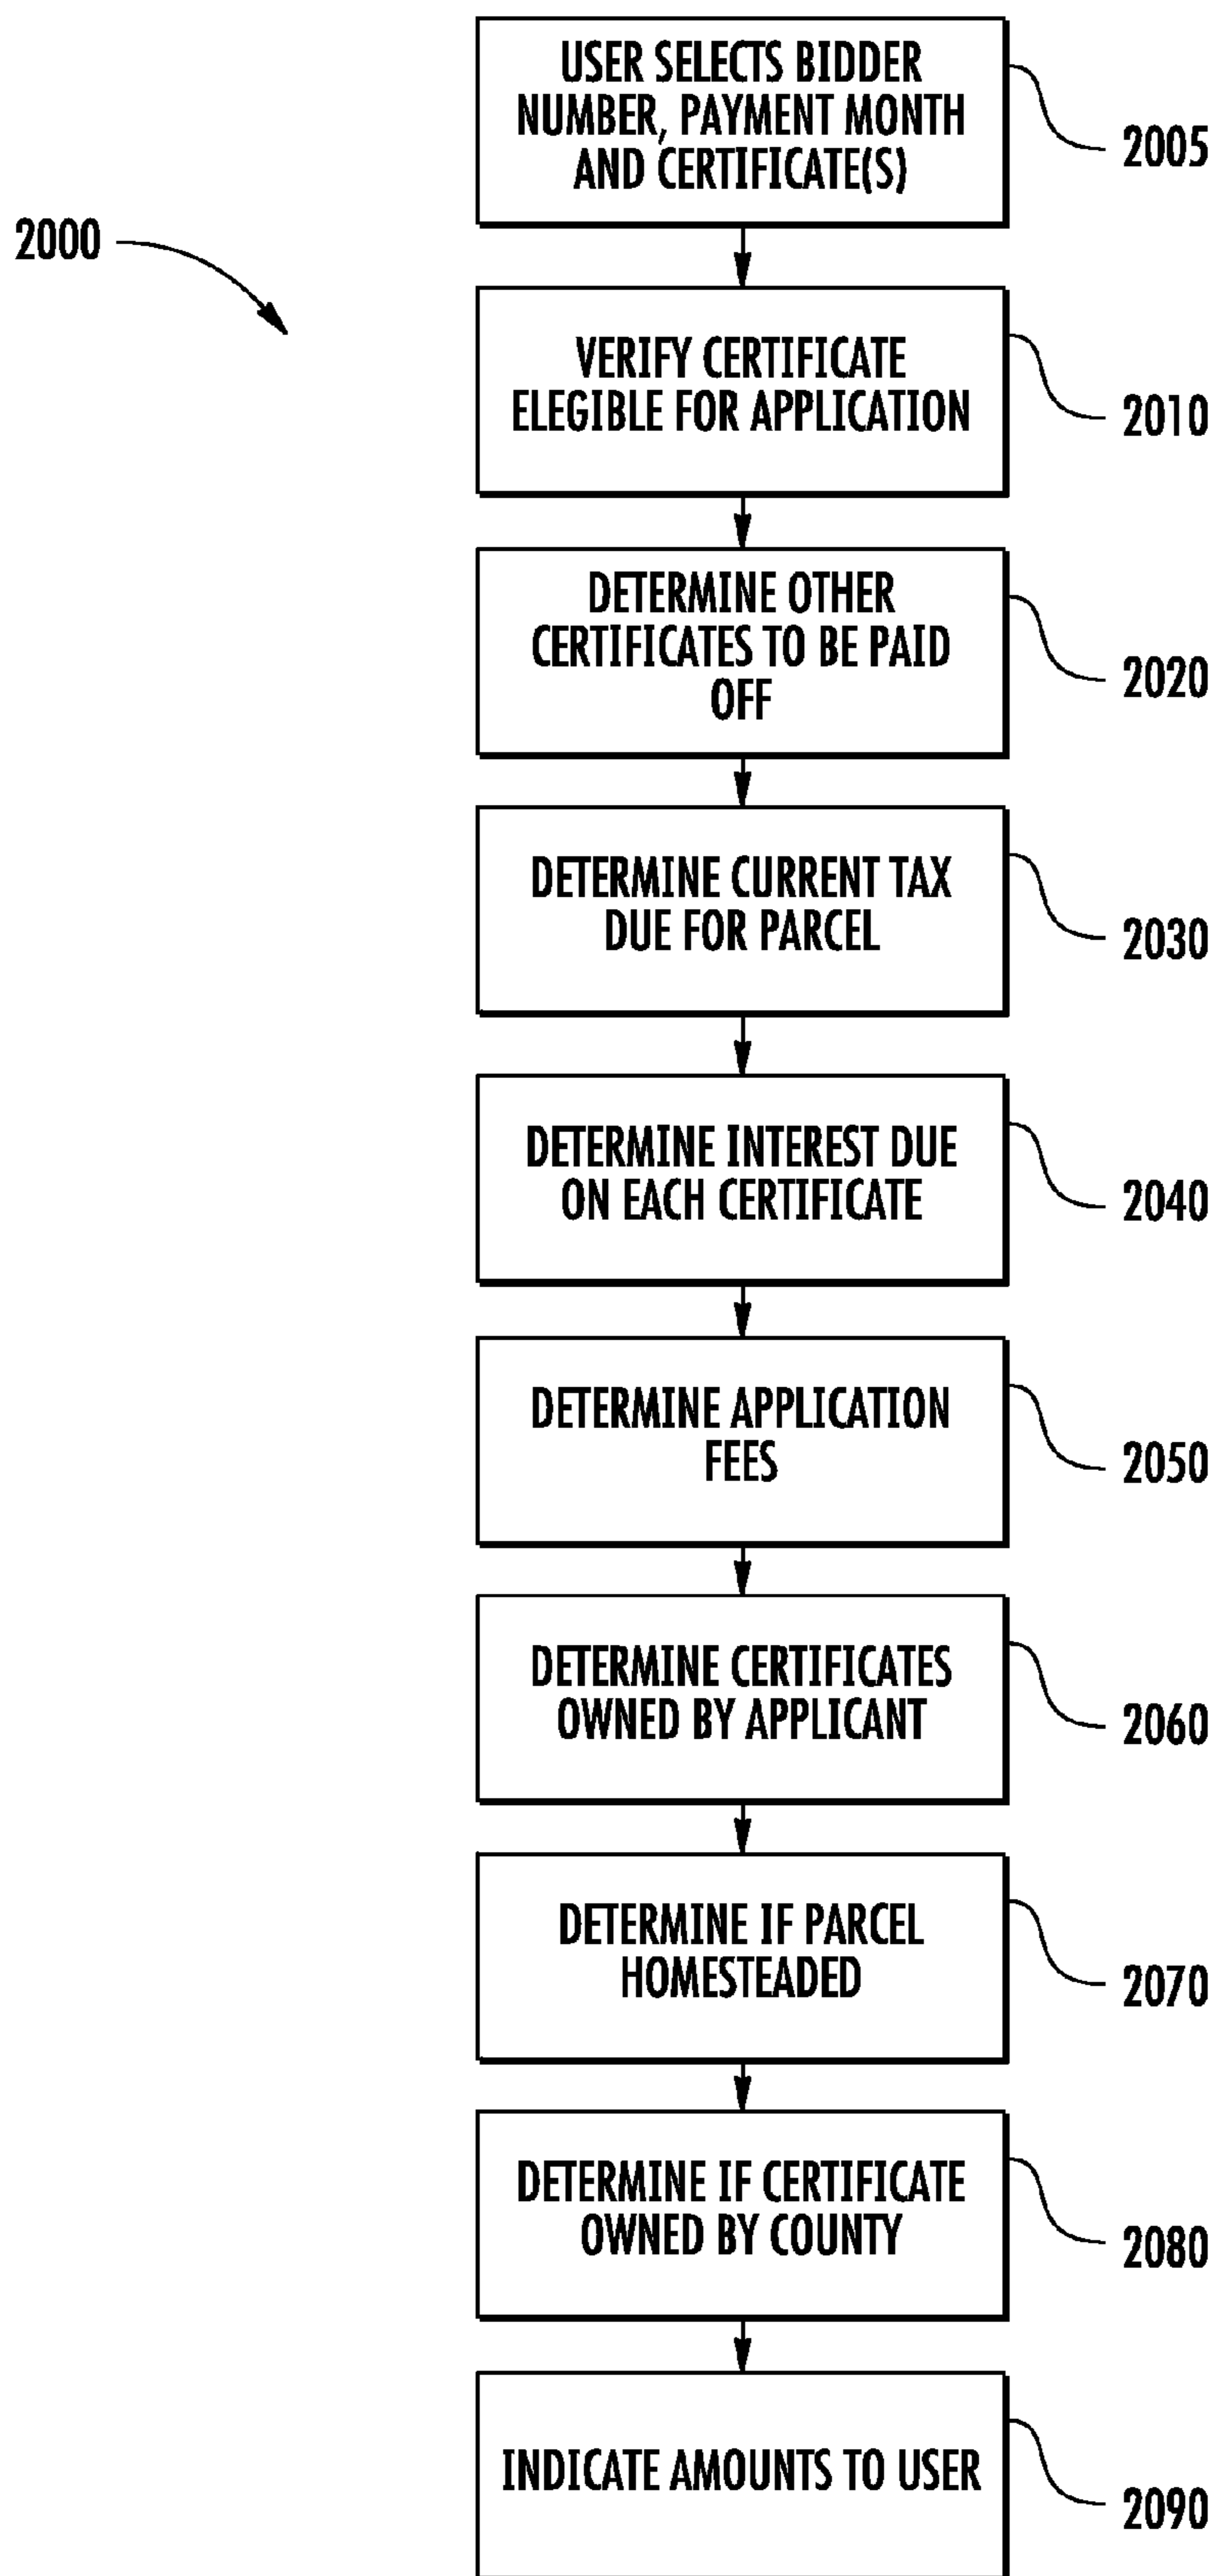 USER SELECTS BIDDER
NUMBER, PAYMENT MONTH
AND CERTIFICATE(S)
2005
2000
VERIFY CERTIFICATE
ELEGIBLE FOR APPLICATION
2010
DETERMINE OTHER
CERTIFICATES TO BE PAID
OFF
2020
DETERMINE CURRENT TAX
DUE FOR PARCEL
2030
DETERMINE INTEREST DUE
ON EACH CERTIFICATE
2040
DETERMINE APPLICATION
FEES
2050
DETERMINE CERTIFICATES
OWNED BY APPLICANT
2060
DETERMINE IF PARCEL
HOMESTEADED
2070
DETERMINE IF CERTIFICATE
OWNED BY COUNTY
2080
INDICATE AMOUNTS TO USER
2090